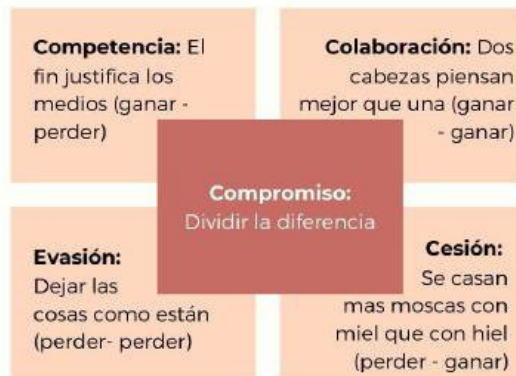 Competencia: El
fin justifica los
medios (ganar -
perder)
Colaboración: Dos
cabezas piensan
mejor que una (ganar
- ganar)
Compromiso:
Dividir la diferencia
Evasión:
Dejar las
cosas como están
(perder- perder)
Cesión:
Se casan
mas moscas con
miel que con hiel
(perder - ganar)